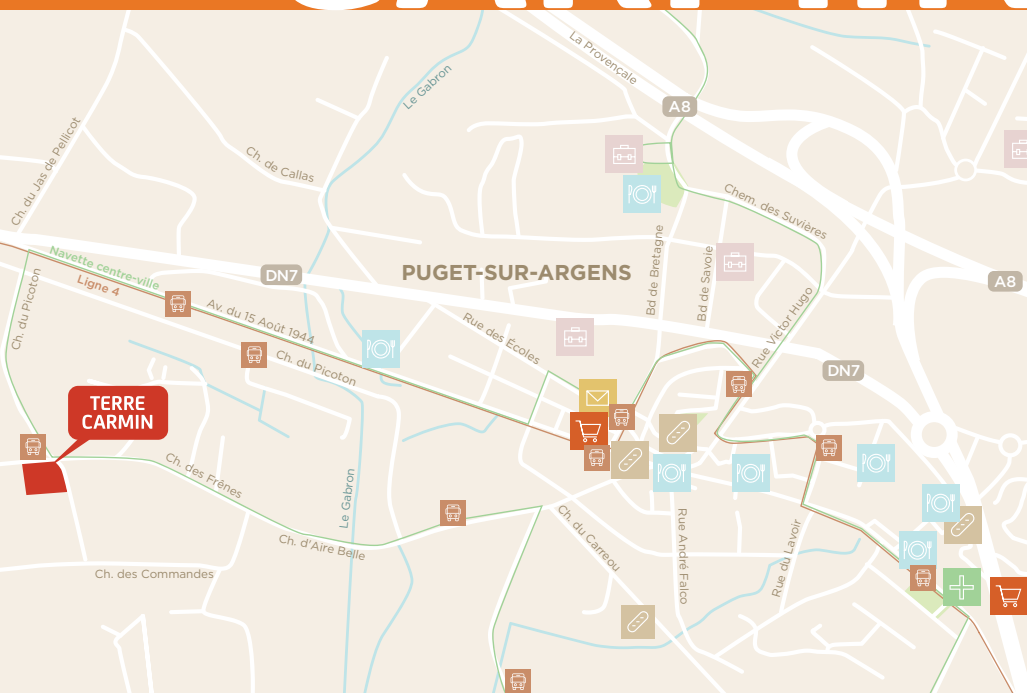 La Provençale
Le Gabron
A8
Ch. du Jas de Pellicot
Ch. de Callas
Chem. des Suvières
Navette centre-ville
Ligne 4
DN7
PUGET-SUR-ARGENS
Bd de Bretagne
Bd de Savoie
A8
Ch. du Picoton
Av. du 15 Août 1944
Rue des Écoles
Rue Victor Hugo
Ch. du Picoton
DN7
TERRE
CARMIN
Ch. des Frênes
Le Gabron
Ch. d'Aire Belle
Ch. du Carreou
Rue André Falco
Rue du Lavoir
Ch. des Commandes